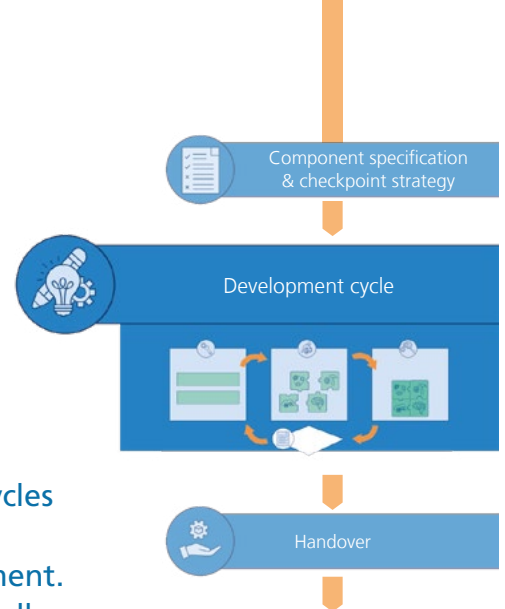 Component specification
& checkpoint strategy
Development cycle
Handover